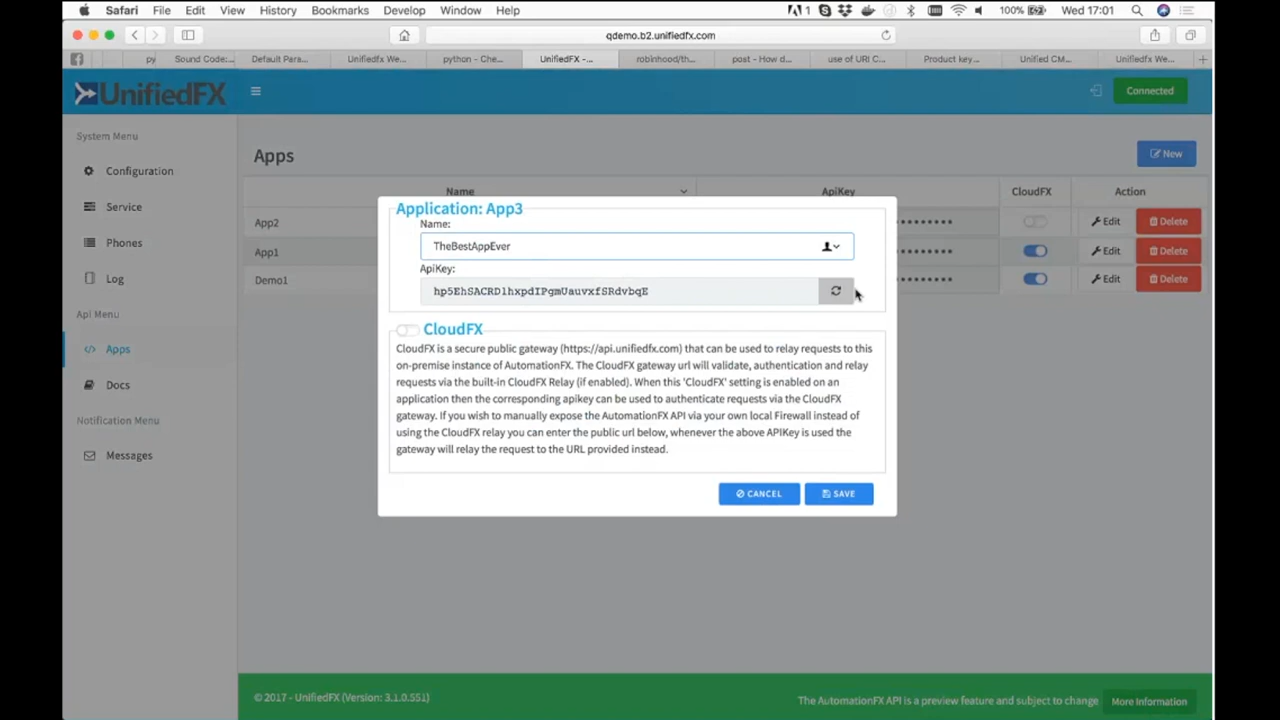 Safari File Edit View History Bookmarks Develop Window Help 1 100% Wed 17:01
qdemo.b2.unifiedfx.com
py Sound Code:... Default Para... Unifiedfx We... python - Che... UnifiedFX -... robinhood/th... post - How d... use of URI C... Product key... Unified CM... Unifiedfx We...
UnifiedFX Connected
System Menu
Configuration
Service
Phones
Log
Api Menu
Apps
Docs
Notification Menu
Messages
Apps New
Name ApiKey CloudFX Action
App2 Edit Delete
App1 Edit Delete
Demo1 Edit Delete
Application: App3
Name:
TheBestAppEver
ApiKey:
hp5EhSACRDlhxpdIPgmUauvxfSRdvbqE
CloudFX
CloudFX is a secure public gateway (https://api.unifiedfx.com) that can be used to relay requests to this
on-premise instance of AutomationFX. The CloudFX gateway url will validate, authentication and relay
requests via the built-in CloudFX Relay (if enabled). When this 'CloudFX' setting is enabled on an
application then the corresponding apikey can be used to authenticate requests via the CloudFX
gateway. If you wish to manually expose the AutomationFX API via your own local Firewall instead of
using the CloudFX relay you can enter the public url below, whenever the above APIKey is used the
gateway will relay the request to the URL provided instead.
CANCEL SAVE
© 2017 - UnifiedFX (Version: 3.1.0.551) The AutomationFX API is a preview feature and subject to change More Information